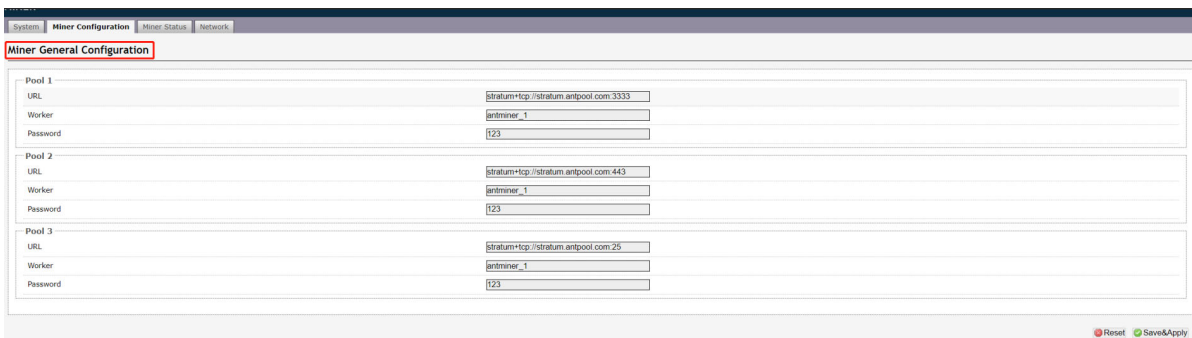 System Miner Configuration Miner Status Network
Miner General Configuration
Pool 1
URL stratum+tcp://stratum.antpool.com:3333
Worker antminer_1
Password 123
Pool 2
URL stratum+tcp://stratum.antpool.com:443
Worker antminer_1
Password 123
Pool 3
URL stratum+tcp://stratum.antpool.com:25
Worker antminer_1
Password 123
Reset Save&Apply